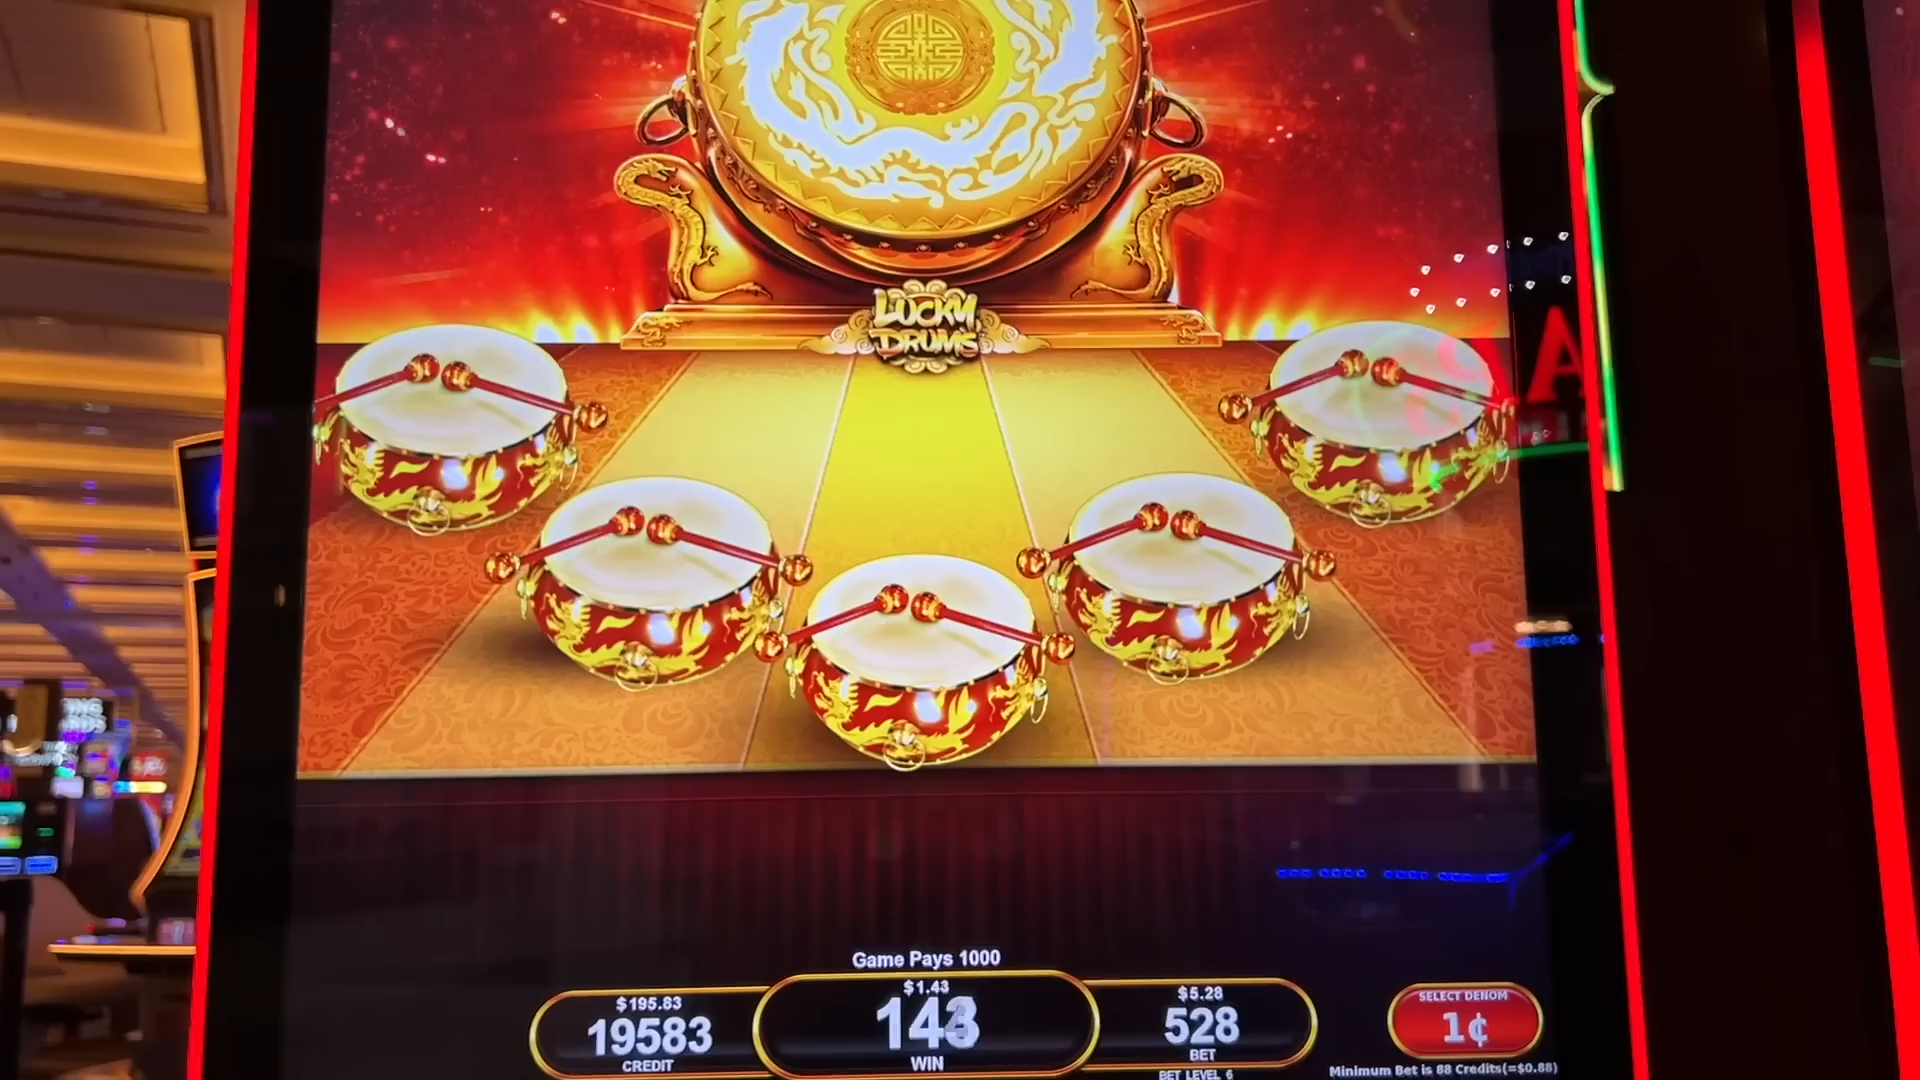 LUCKY
DRUMS
A
Game Pays 1000
$195.83
19583
CREDIT
$1.43
143
WIN
$5.28
528
BET
BET LEVEL 6
SELECT DENOM
1¢
Minimum Bet is 88 Credits(=$0.88)